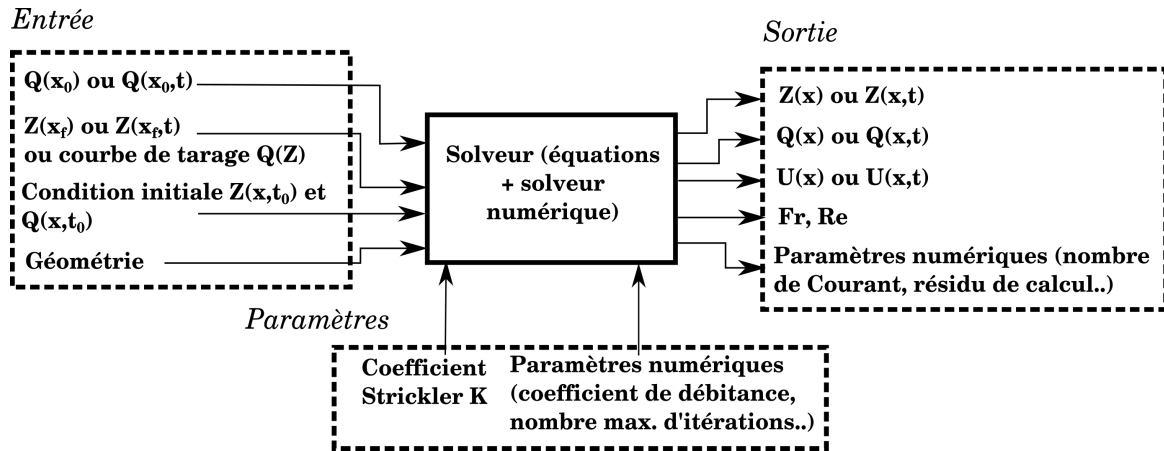 Entrée
Q(x₀) ou Q(x₀,t)
Z(x_f) ou Z(x_f,t)
ou courbe de tarage Q(Z)
Condition initiale Z(x,t₀) et
Q(x,t₀)
Géométrie
Solveur (équations
+ solveur
numérique)
Sortie
Z(x) ou Z(x,t)
Q(x) ou Q(x,t)
U(x) ou U(x,t)
Fr, Re
Paramètres numériques (nombre
de Courant, résidu de calcul..)
Paramètres
Coefficient
Strickler K
Paramètres numériques
(coefficient de débitance,
nombre max. d'itérations..)